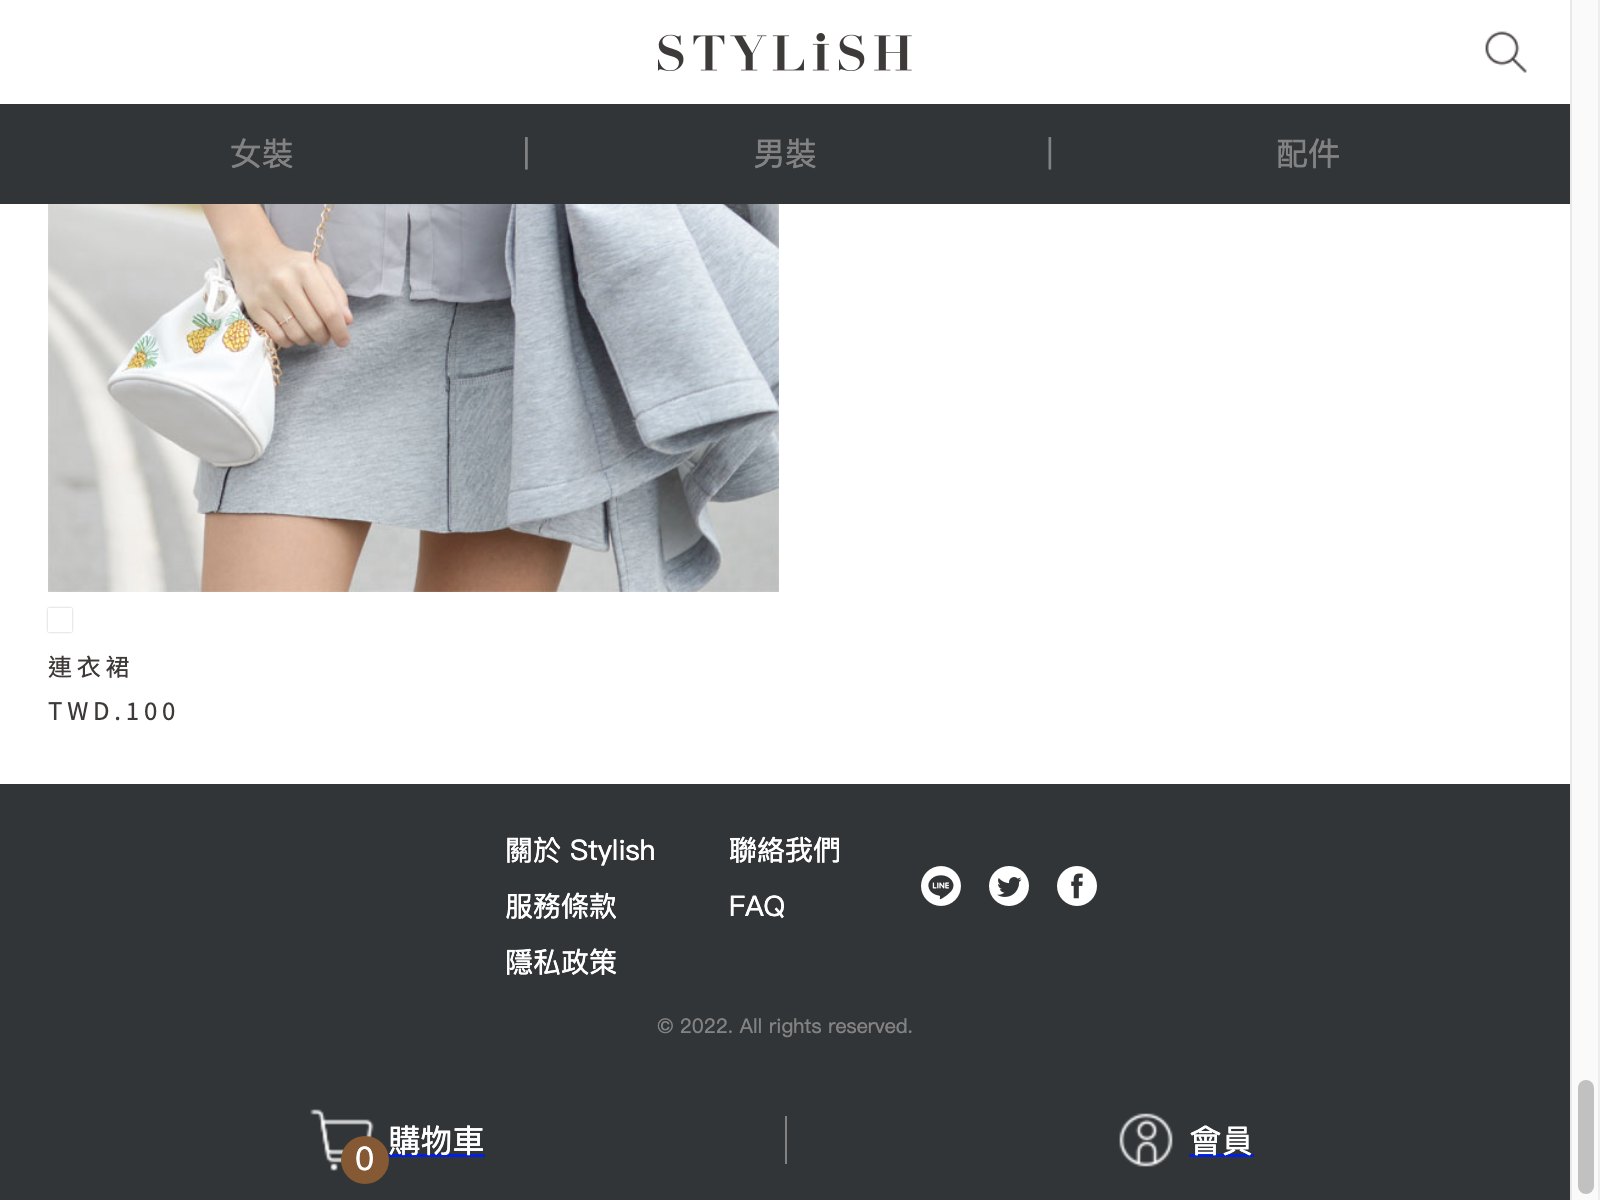 STYLiSH
女裝 | 男裝 | 配件
連衣裙
TWD.100
關於 Stylish
服務條款
隱私政策
聯絡我們
FAQ
LINE
© 2022. All rights reserved.
0 購物車
會員